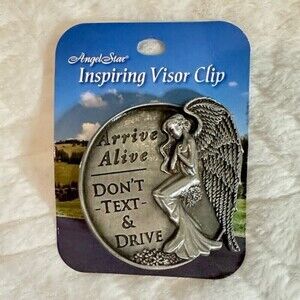 AngelStar®
Inspiring Visor Clip
Arrive
Alive
DON'T
-TEXT-
&
DRIVE